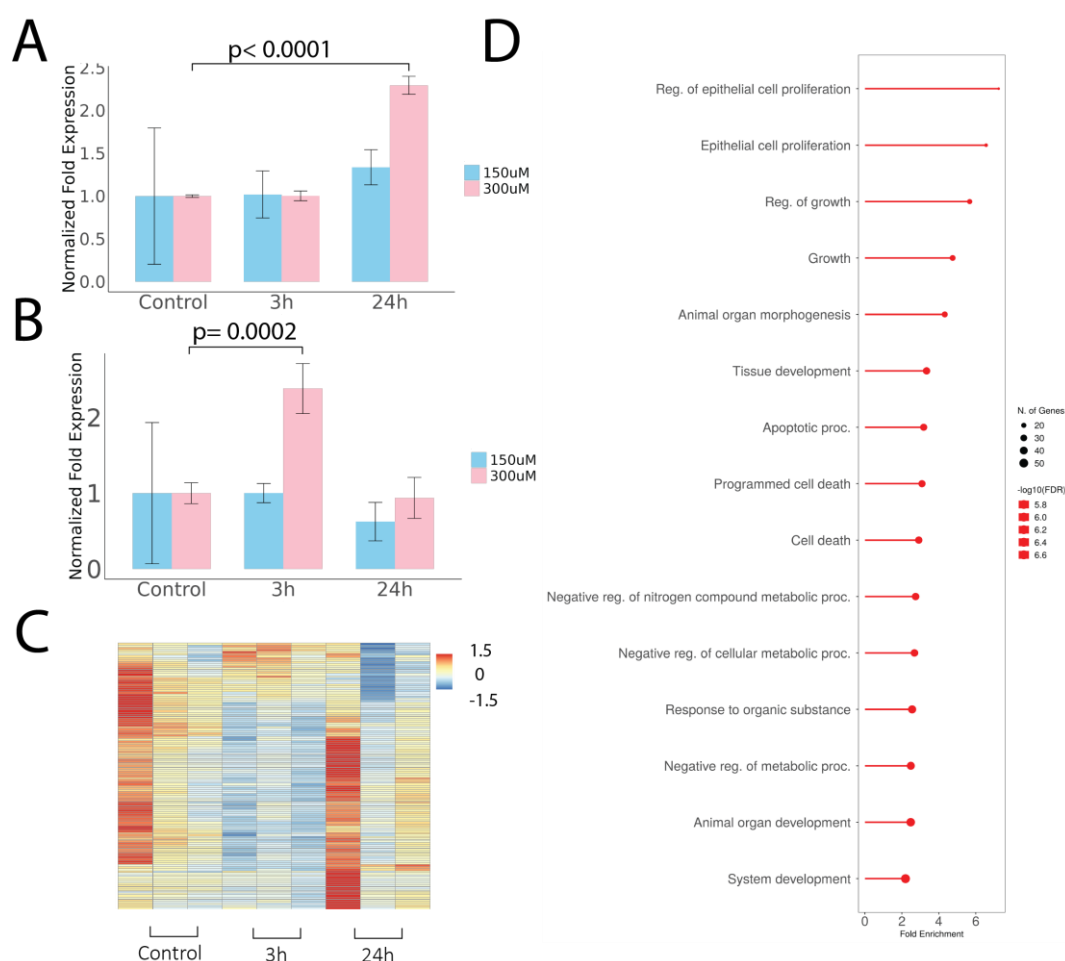 A
p< 0.0001
Normalized Fold Expression
2.5
2.0
1.5
1.0
0.5
0.0
Control 3h 24h
150uM
300uM
B
p= 0.0002
Normalized Fold Expression
2
1
0
Control 3h 24h
150uM
300uM
C
1.5
0
-1.5
Control 3h 24h
D
Reg. of epithelial cell proliferation
Epithelial cell proliferation
Reg. of growth
Growth
Animal organ morphogenesis
Tissue development
Apoptotic proc.
Programmed cell death
Cell death
Negative reg. of nitrogen compound metabolic proc.
Negative reg. of cellular metabolic proc.
Response to organic substance
Negative reg. of metabolic proc.
Animal organ development
System development
0 2 4 6
Fold Enrichment
N. of Genes
20
30
40
50
-log10(FDR)
5.8
6.0
6.2
6.4
6.6